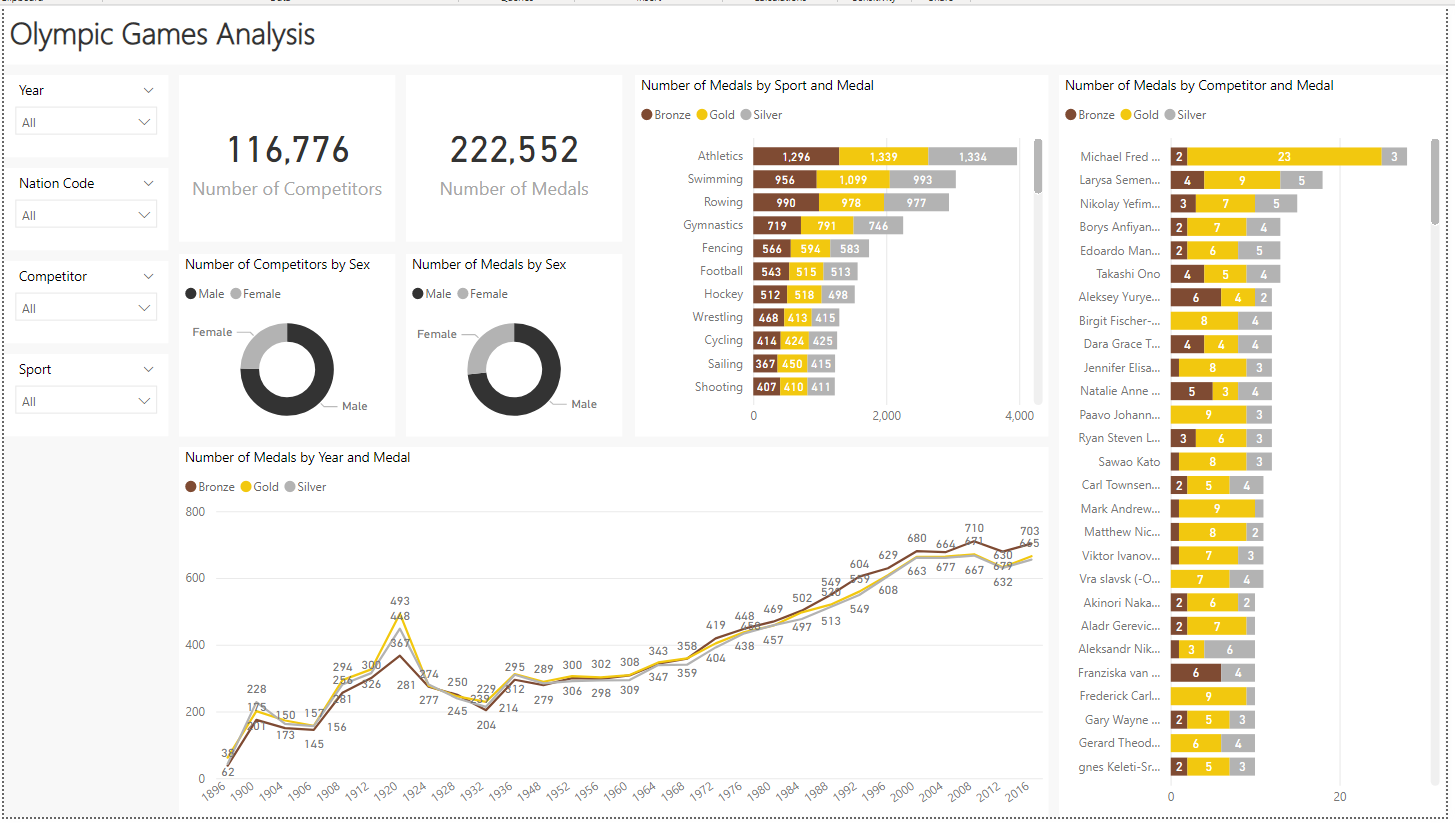 Olympic Games Analysis
Year
All
Nation Code
All
Competitor
All
Sport
All
116,776
Number of Competitors
222,552
Number of Medals
Number of Competitors by Sex
Male Female
Female
Male
Number of Medals by Sex
Male Female
Female
Male
Number of Medals by Sport and Medal
Bronze Gold Silver
Athletics 1,296 1,339 1,334
Swimming 956 1,099 993
Rowing 990 978 977
Gymnastics 719 791 746
Fencing 566 594 583
Football 543 515 513
Hockey 512 518 498
Wrestling 468 413 415
Cycling 414 424 425
Sailing 367 450 415
Shooting 407 410 411
0 2,000 4,000
Number of Medals by Year and Medal
Bronze Gold Silver
800
600
400
200
0
38
62
228
175
201
150
173
157
145
156
294
256
281
300
326
493
448
367
281
274
277
250
245
229
239
204
214
295
312
289
279
300
306
302
298
308
309
343
347
358
359
419
404
448
438
469
457
502
497
549
513
604
559
549
629
608
680
663
664
677
710
671
667
630
679
632
703
665
1896 1900 1904 1906 1908 1912 1920 1924 1928 1932 1936 1948 1952 1956 1960 1964 1968 1972 1976 1980 1984 1988 1992 1996 2000 2004 2008 2012 2016
Number of Medals by Competitor and Medal
Bronze Gold Silver
Michael Fred ... 2 23 3
Larysa Semen... 4 9 5
Nikolay Yefim... 3 7 5
Borys Anfiyan... 2 7 4
Edoardo Man... 2 6 5
Takashi Ono 4 5 4
Aleksey Yurye... 6 4 2
Birgit Fischer-... 8 4
Dara Grace T... 4 4 4
Jennifer Elisa... 8 3
Natalie Anne ... 5 3 4
Paavo Johann... 9 3
Ryan Steven L... 3 6 3
Sawao Kato 8 3
Carl Townsen... 2 5 4
Mark Andrew... 9
Matthew Nic... 8 2
Viktor Ivanov... 7 3
Vra slavsk (-O... 7 4
Akinori Naka... 2 6 2
Aladr Gerevic... 2 7
Aleksandr Nik... 3 6
Franziska van ... 6 4
Frederick Carl... 9
Gary Wayne ... 2 5 3
Gerard Theod... 6 4
gnes Keleti-Sr... 2 5 3
0 20